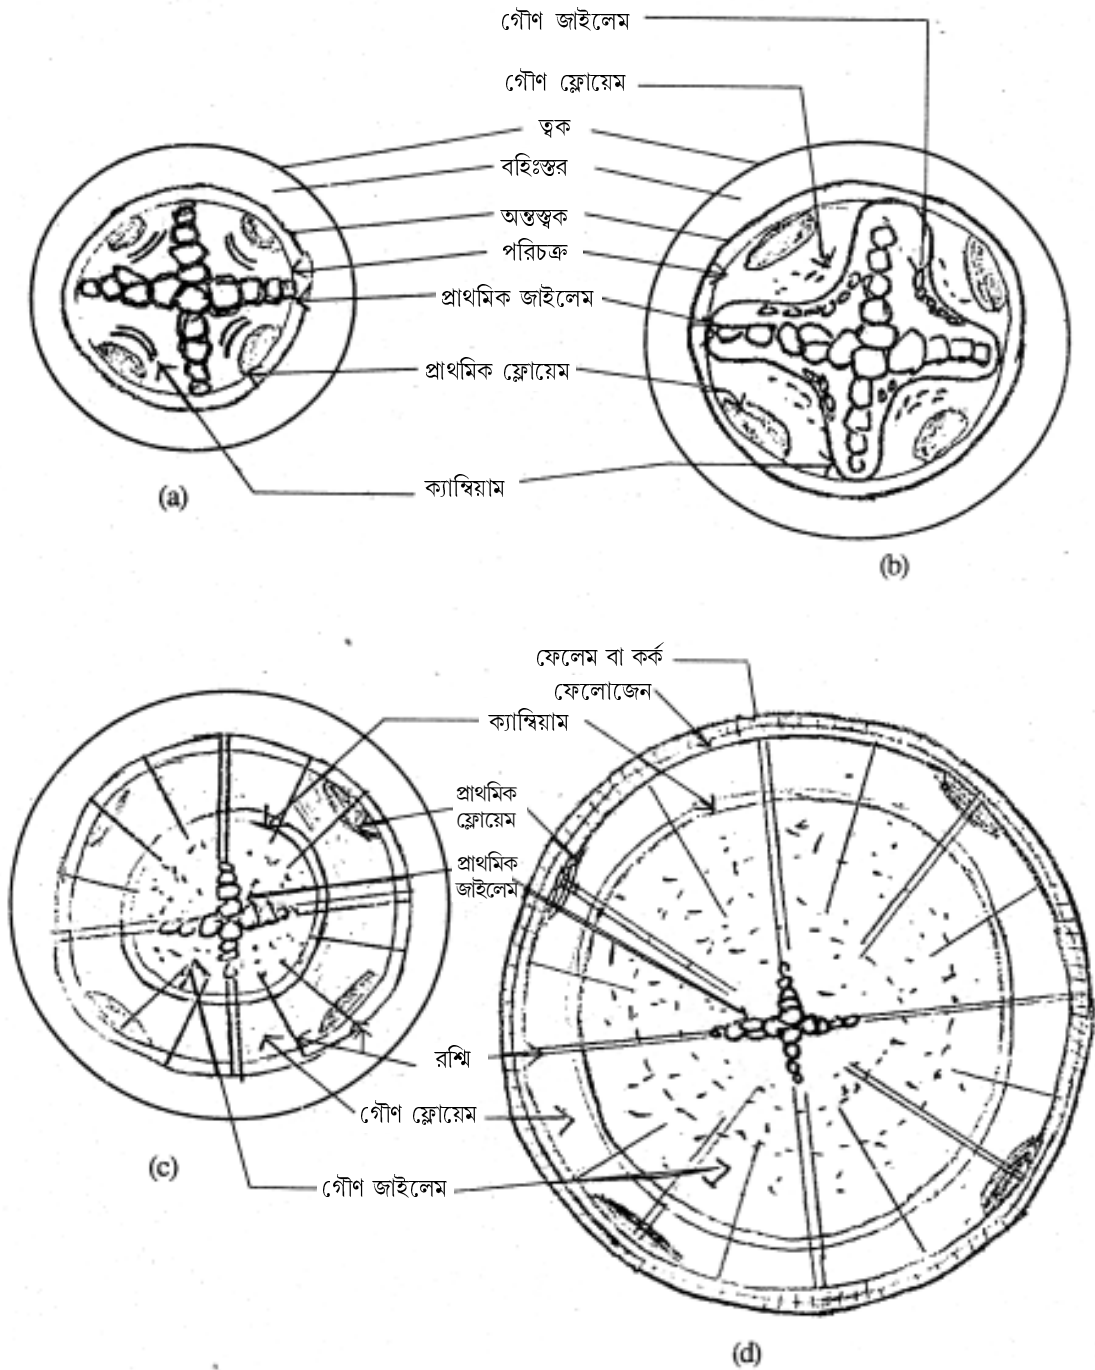 গৌণ জাইলেম
গৌণ ফ্লোয়েম
ত্বক
বহিঃস্তর
অন্তস্ত্বক
পরিচক্র
প্রাথমিক জাইলেম
প্রাথমিক ফ্লোয়েম
ক্যাম্বিয়াম
(a)
(b)
ফেলেম বা কর্ক
ফেলোজেন
ক্যাম্বিয়াম
প্রাথমিক
ফ্লোয়েম
প্রাথমিক
জাইলেম
রশ্মি
গৌণ ফ্লোয়েম
(c)
গৌণ জাইলেম
(d)